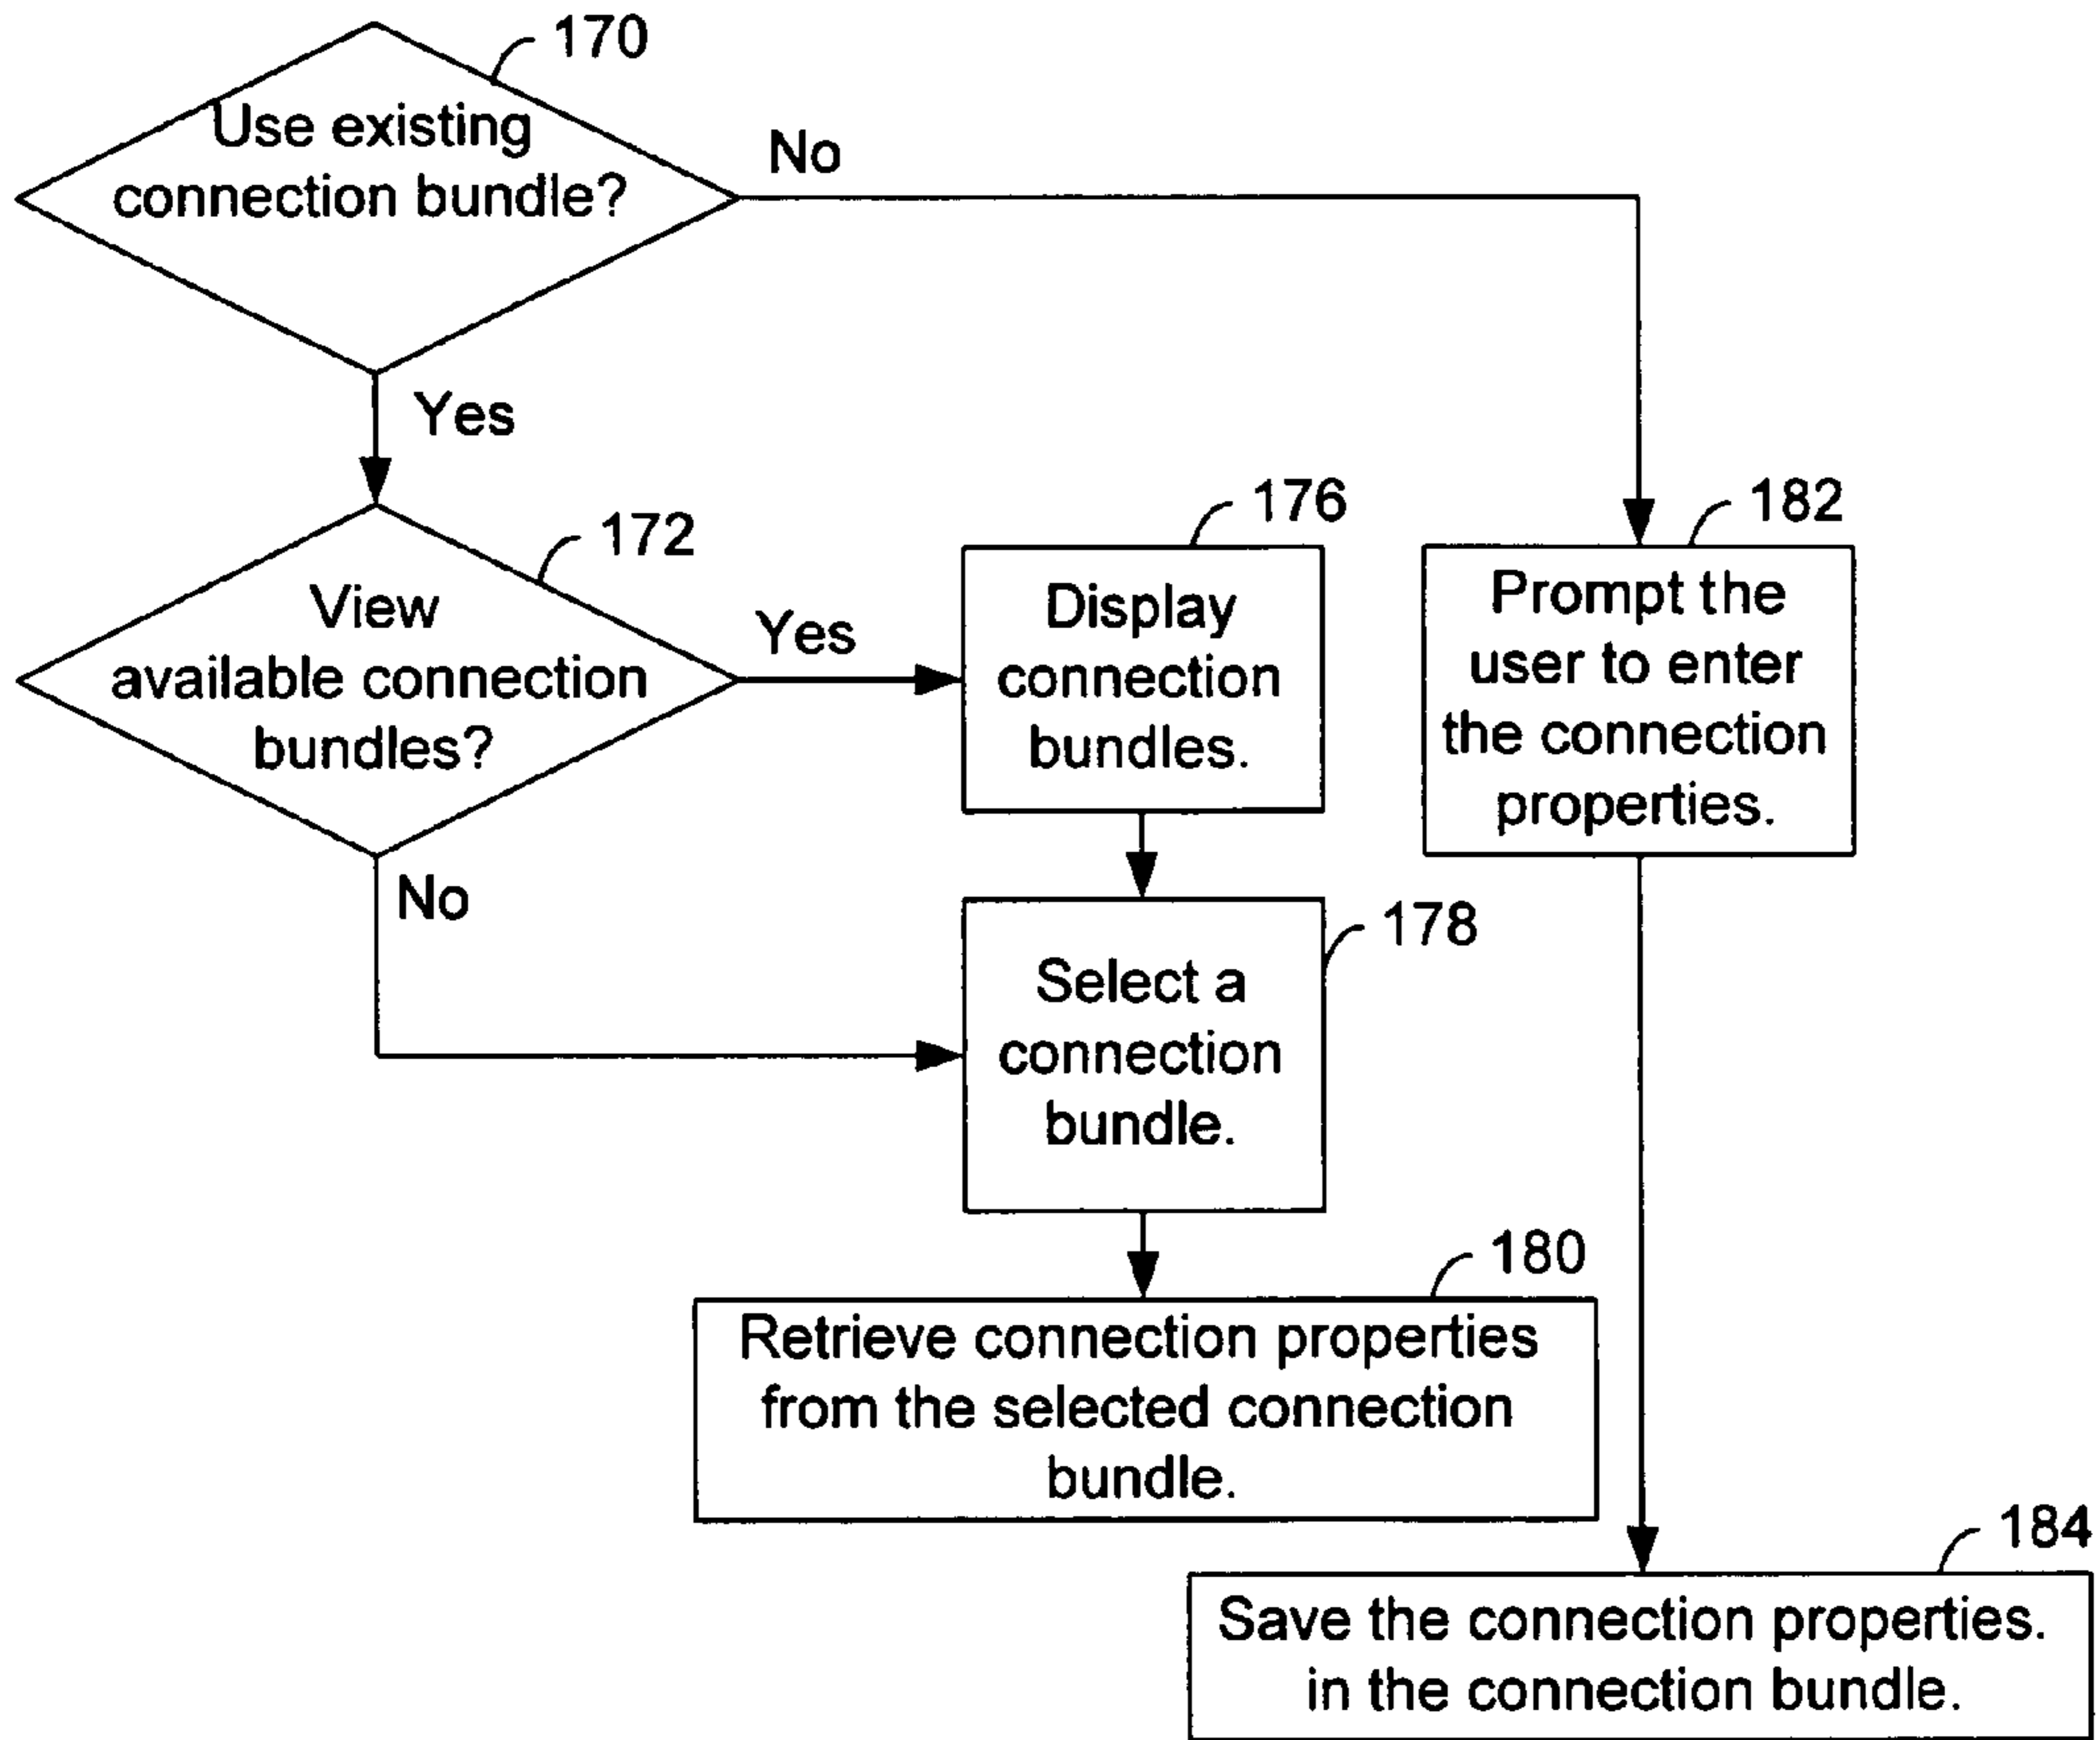 170
Use existing
connection bundle?
No
Yes
172
View
available connection
bundles?
Yes
No
176
Display
connection
bundles.
182
Prompt the
user to enter
the connection
properties.
178
Select a
connection
bundle.
180
Retrieve connection properties
from the selected connection
bundle.
184
Save the connection properties.
in the connection bundle.